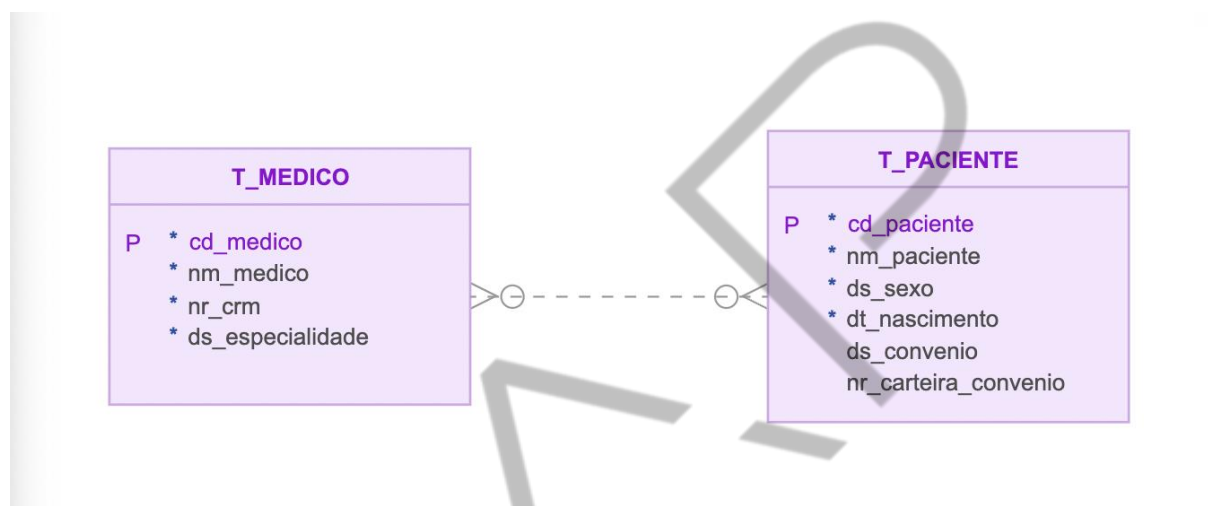 T_MEDICO
P * cd_medico
* nm_medico
* nr_crm
* ds_especialidade
T_PACIENTE
P * cd_paciente
* nm_paciente
* ds_sexo
* dt_nascimento
ds_convenio
nr_carteira_convenio